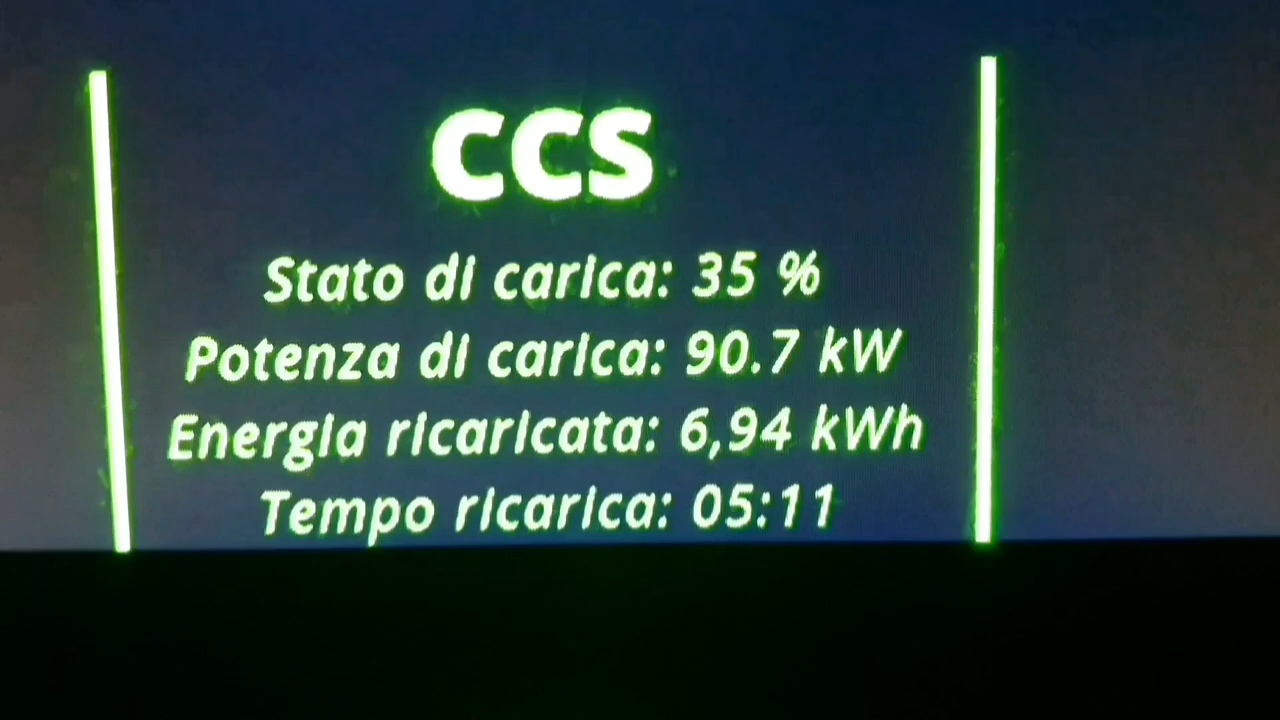 CCS
Stato di carica: 35 %
Potenza di carica: 90.7 kW
Energia ricaricata: 6,94 kWh
Tempo ricarica: 05:11